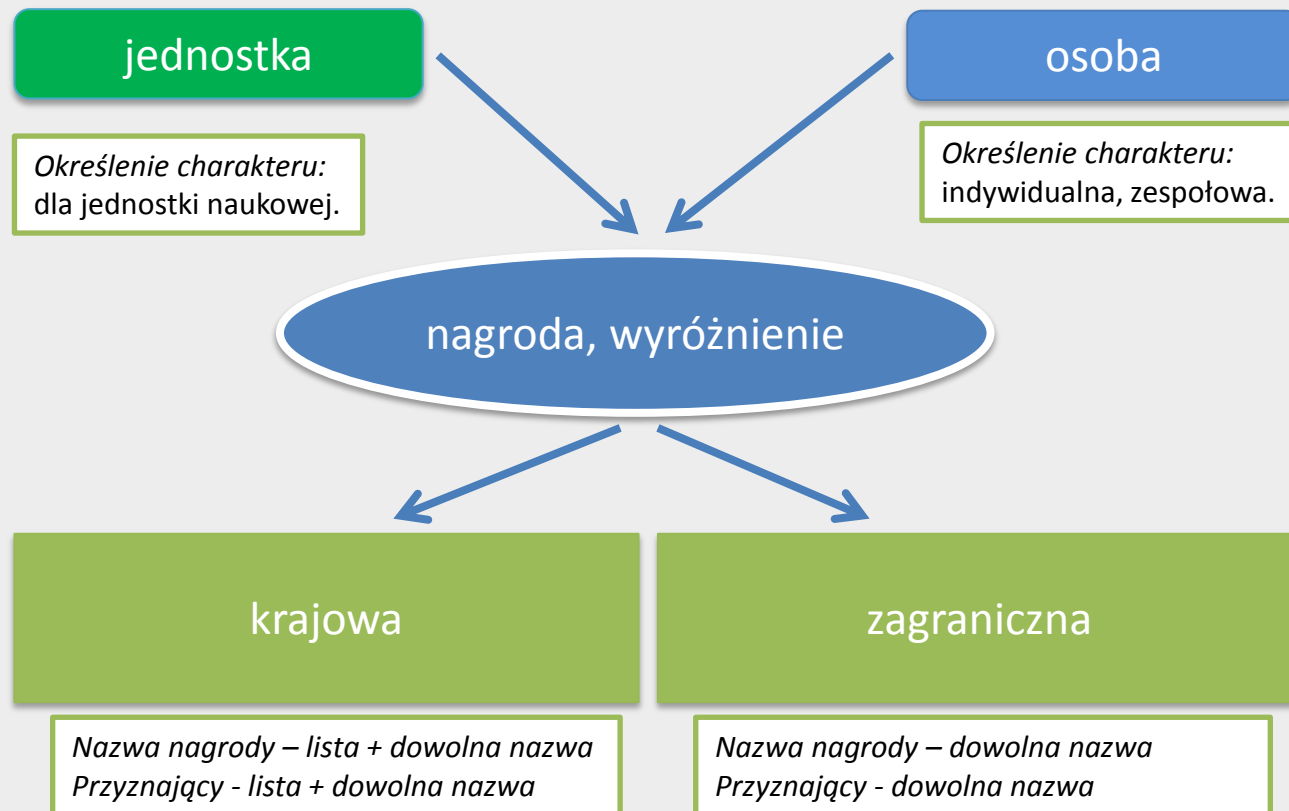 jednostka
osoba
Określenie charakteru:
dla jednostki naukowej.
Określenie charakteru:
indywidualna, zespołowa.
nagroda, wyróżnienie
krajowa
zagraniczna
Nazwa nagrody – lista + dowolna nazwa
Przyznający - lista + dowolna nazwa
Nazwa nagrody – dowolna nazwa
Przyznający - dowolna nazwa